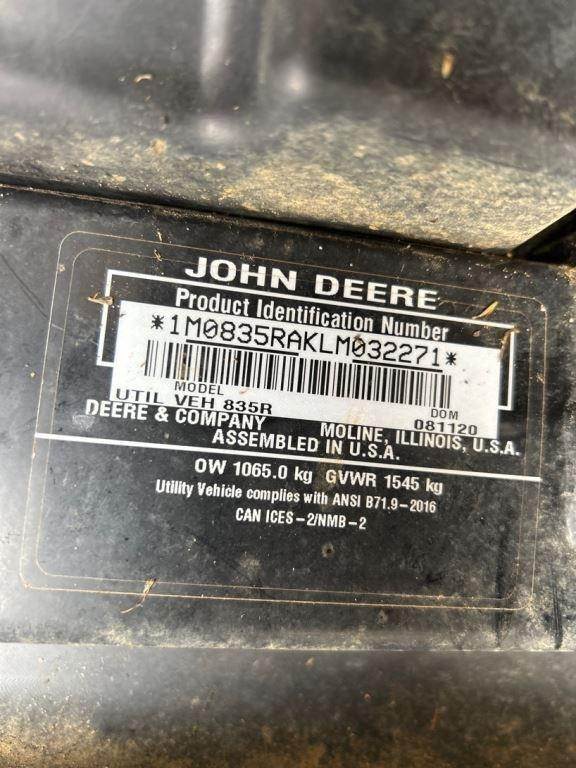 JOHN DEERE
Product Identification Number
*1M0835RAKLM032271*
MODEL DOM
UTIL VEH 835R 081120
DEERE & COMPANY MOLINE, ILLINOIS, U.S.A.
ASSEMBLED IN U.S.A.
OW 1065.0 kg GVWR 1545 kg
Utility Vehicle complies with ANSI B71.9-2016
CAN ICES-2/NMB-2